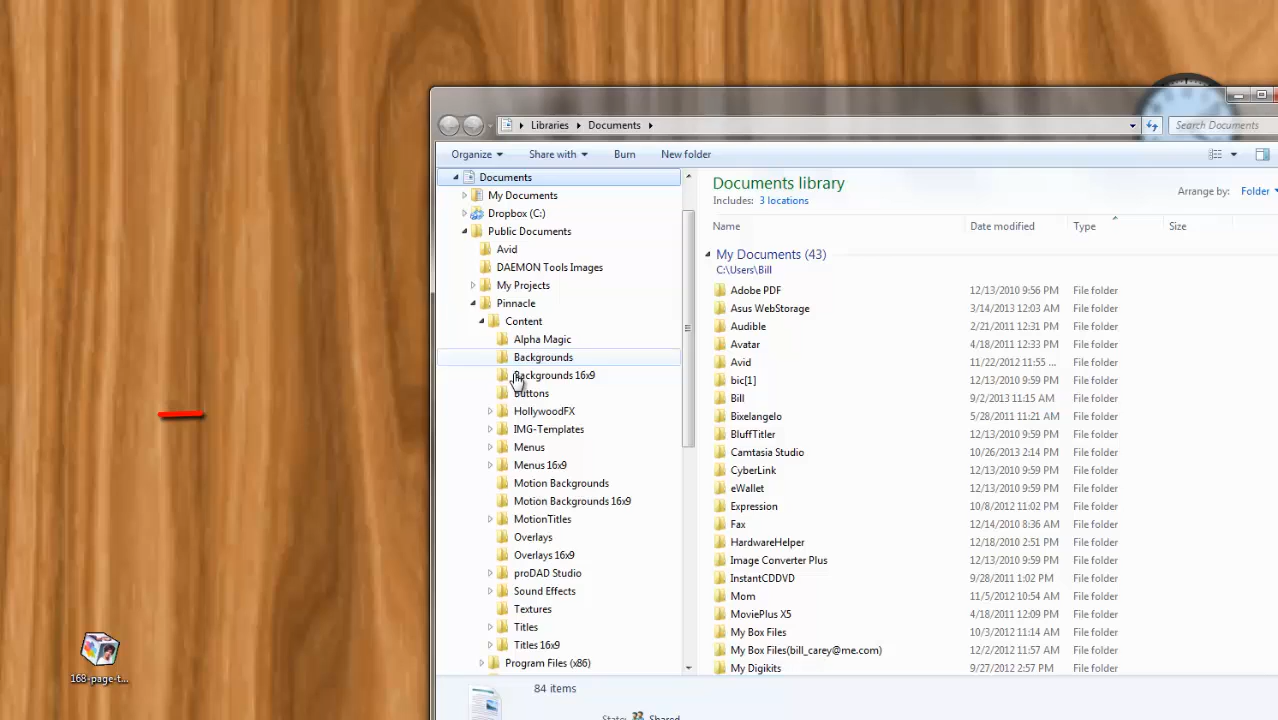 Libraries Documents
Search Documents
Organize Share with Burn New folder
Documents
My Documents
Dropbox (C:)
Public Documents
Avid
DAEMON Tools Images
My Projects
Pinnacle
Content
Alpha Magic
Backgrounds
Backgrounds 16x9
Buttons
HollywoodFX
IMG-Templates
Menus
Menus 16x9
Motion Backgrounds
Motion Backgrounds 16x9
MotionTitles
Overlays
Overlays 16x9
proDAD Studio
Sound Effects
Textures
Titles
Titles 16x9
Program Files (x86)
Documents library
Includes: 3 locations
Arrange by: Folder
Name Date modified Type Size
My Documents (43)
C:\Users\Bill
Adobe PDF 12/13/2010 9:56 PM File folder
Asus WebStorage 3/14/2013 12:03 AM File folder
Audible 2/21/2011 12:31 PM File folder
Avatar 4/18/2011 12:33 PM File folder
Avid 11/22/2012 11:55 ... File folder
bic[1] 12/13/2010 9:59 PM File folder
Bill 9/2/2013 11:15 AM File folder
Bixelangelo 5/28/2011 11:21 AM File folder
BluffTitler 12/13/2010 9:59 PM File folder
Camtasia Studio 10/26/2013 2:14 PM File folder
CyberLink 12/13/2010 9:59 PM File folder
eWallet 12/13/2010 9:59 PM File folder
Expression 10/8/2012 11:02 PM File folder
Fax 12/14/2010 8:36 AM File folder
HardwareHelper 12/18/2010 2:51 PM File folder
Image Converter Plus 12/13/2010 9:59 PM File folder
InstantCDDVD 9/28/2011 1:02 PM File folder
Mom 11/5/2012 10:54 AM File folder
MoviePlus X5 4/18/2011 12:09 PM File folder
My Box Files 10/3/2012 11:14 AM File folder
My Box Files(bill_carey@me.com) 12/2/2012 11:57 AM File folder
My Digikits 9/27/2012 2:57 PM File folder
84 items
State: Shared
168-page-t...